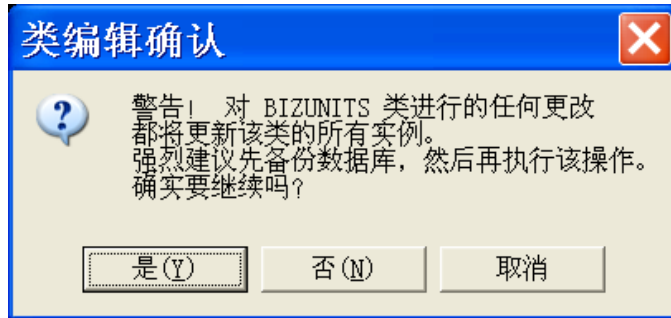 类编辑确认
警告! 对 BIZUNITS 类进行的任何更改
都将更新该类的所有实例。
强烈建议先备份数据库,然后再执行该操作。
确实要继续吗?
是(Y) 否(N) 取消